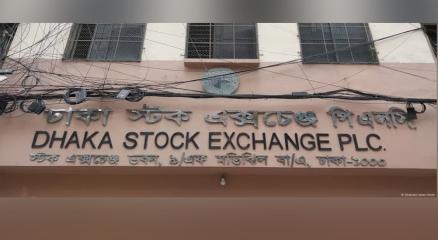 ঢাকা স্টক এক্সচেঞ্জ পিএলসি.
DHAKA STOCK EXCHANGE PLC.
স্টক এক্সচেঞ্জ ভবন, ৯/এফ মতিঝিল বা/এ, ঢাকা-১০০০